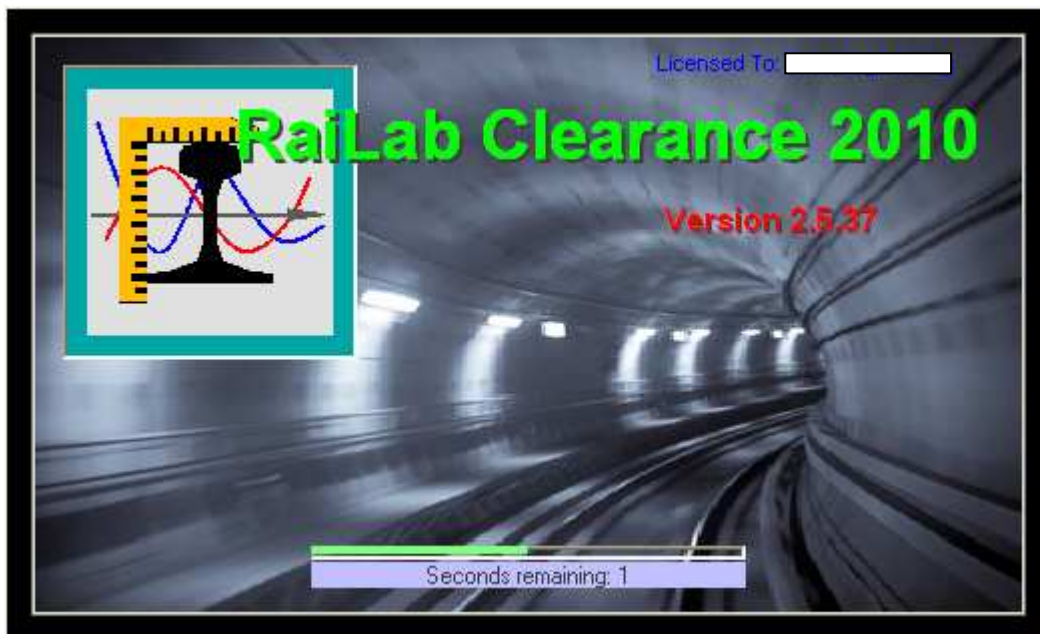 Licensed To:
RaiLab Clearance 2010
Version 2.5.37
Seconds remaining: 1